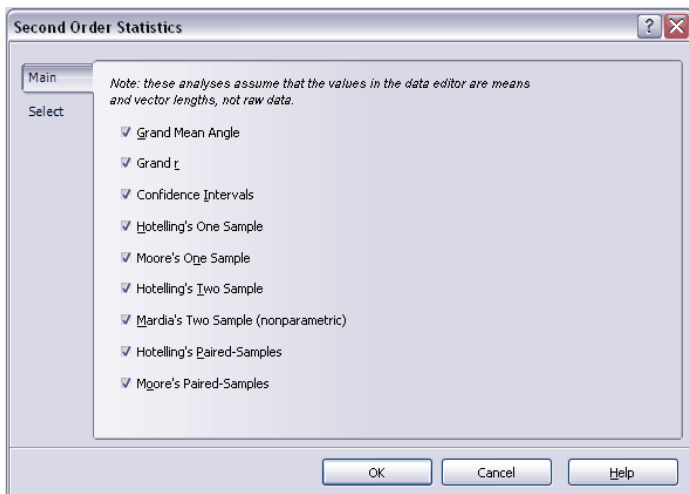 Second Order Statistics
?
Main
Select
Note: these analyses assume that the values in the data editor are means
and vector lengths, not raw data.
Grand Mean Angle
Grand r
Confidence Intervals
Hotelling's One Sample
Moore's One Sample
Hotelling's Two Sample
Mardia's Two Sample (nonparametric)
Hotelling's Paired-Samples
Moore's Paired-Samples
OK
Cancel
Help